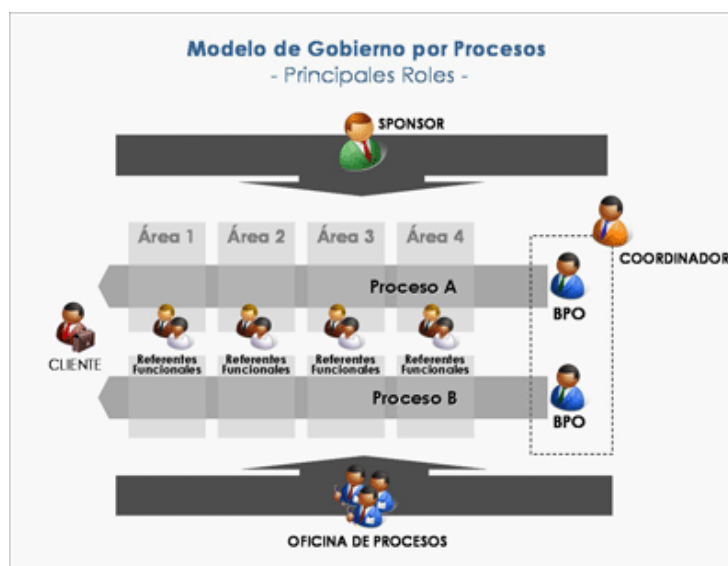 Modelo de Gobierno por Procesos
- Principales Roles -
SPONSOR
Área 1
Área 2
Área 3
Área 4
COORDINADOR
Proceso A
BPO
CLIENTE
Referentes
Funcionales
Referentes
Funcionales
Referentes
Funcionales
Referentes
Funcionales
Proceso B
BPO
OFICINA DE PROCESOS